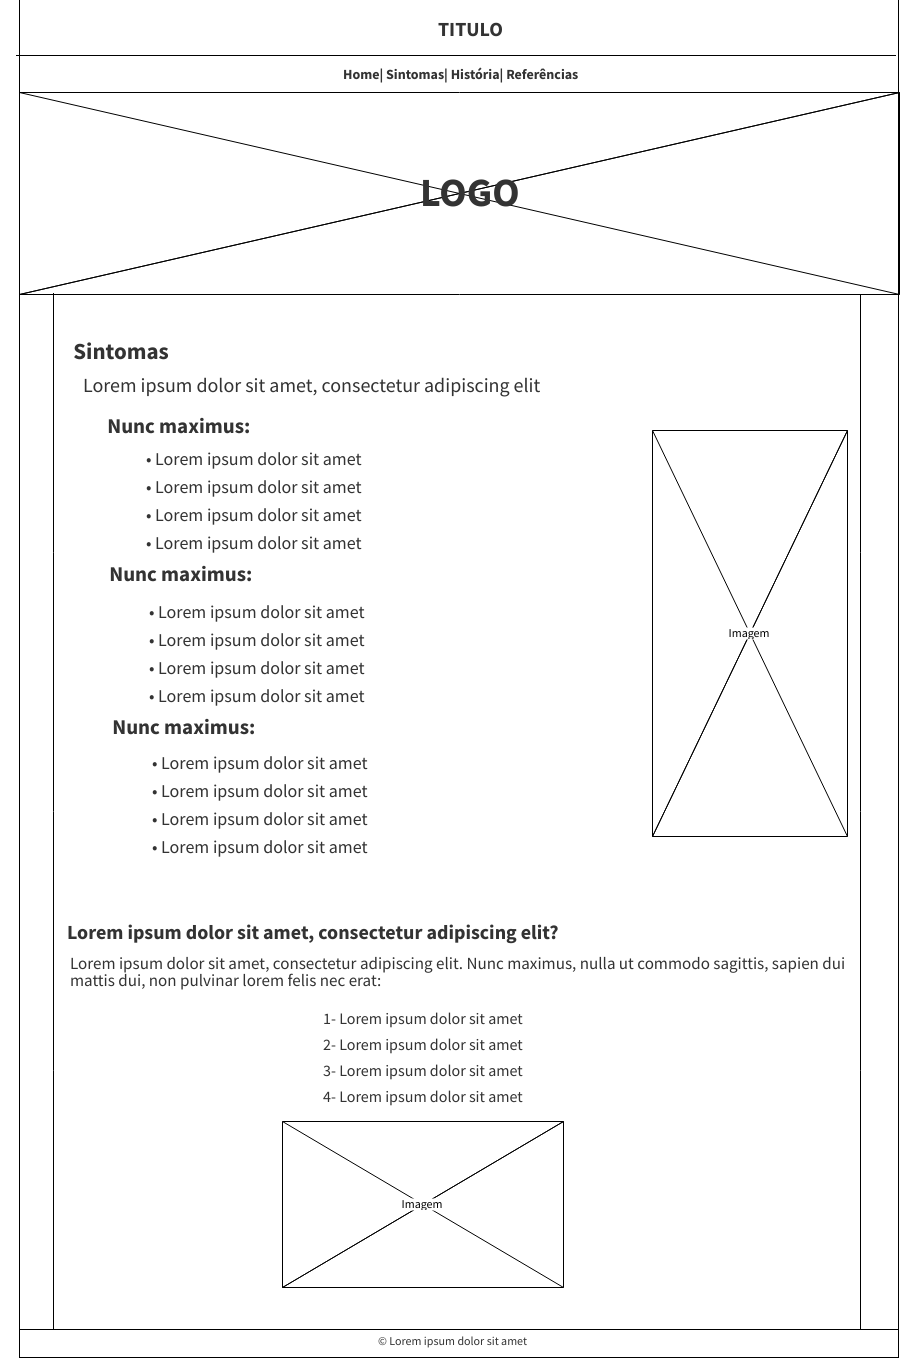 TITULO
Home| Sintomas| História| Referências
LOGO
Sintomas
Lorem ipsum dolor sit amet, consectetur adipiscing elit
Nunc maximus:
• Lorem ipsum dolor sit amet
• Lorem ipsum dolor sit amet
• Lorem ipsum dolor sit amet
• Lorem ipsum dolor sit amet
Nunc maximus:
• Lorem ipsum dolor sit amet
• Lorem ipsum dolor sit amet
• Lorem ipsum dolor sit amet
• Lorem ipsum dolor sit amet
Nunc maximus:
• Lorem ipsum dolor sit amet
• Lorem ipsum dolor sit amet
• Lorem ipsum dolor sit amet
• Lorem ipsum dolor sit amet
Imagem
Lorem ipsum dolor sit amet, consectetur adipiscing elit?
Lorem ipsum dolor sit amet, consectetur adipiscing elit. Nunc maximus, nulla ut commodo sagittis, sapien dui
mattis dui, non pulvinar lorem felis nec erat:
1- Lorem ipsum dolor sit amet
2- Lorem ipsum dolor sit amet
3- Lorem ipsum dolor sit amet
4- Lorem ipsum dolor sit amet
Imagem
© Lorem ipsum dolor sit amet